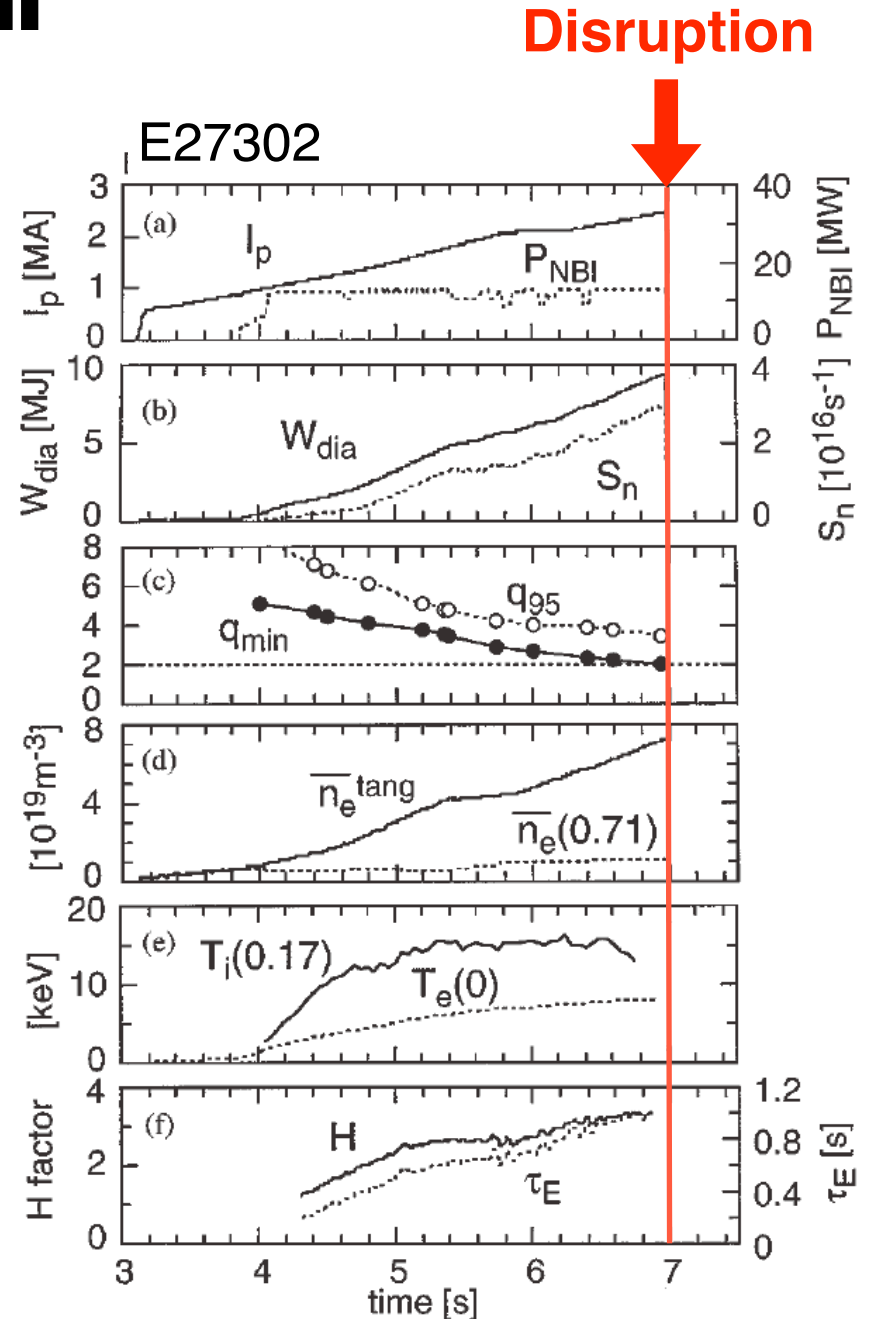 Disruption
E27302
(a)
I_p
P_NBI
I_p [MA]
3
2
1
0
40
20
0
P_NBI [MW]
(b)
W_dia
S_n
W_dia [MJ]
10
5
0
4
2
0
S_n [10^16 s^-1]
(c)
q_95
q_min
8
6
4
2
0
(d)
n̅_e^tang
n̅_e(0.71)
[10^19 m^-3]
8
4
0
(e)
T_i(0.17)
T_e(0)
[keV]
20
10
0
(f)
H
τ_E
H factor
4
2
0
1.2
0.8
0.4
0
τ_E [s]
3 4 5 6 7
time [s]